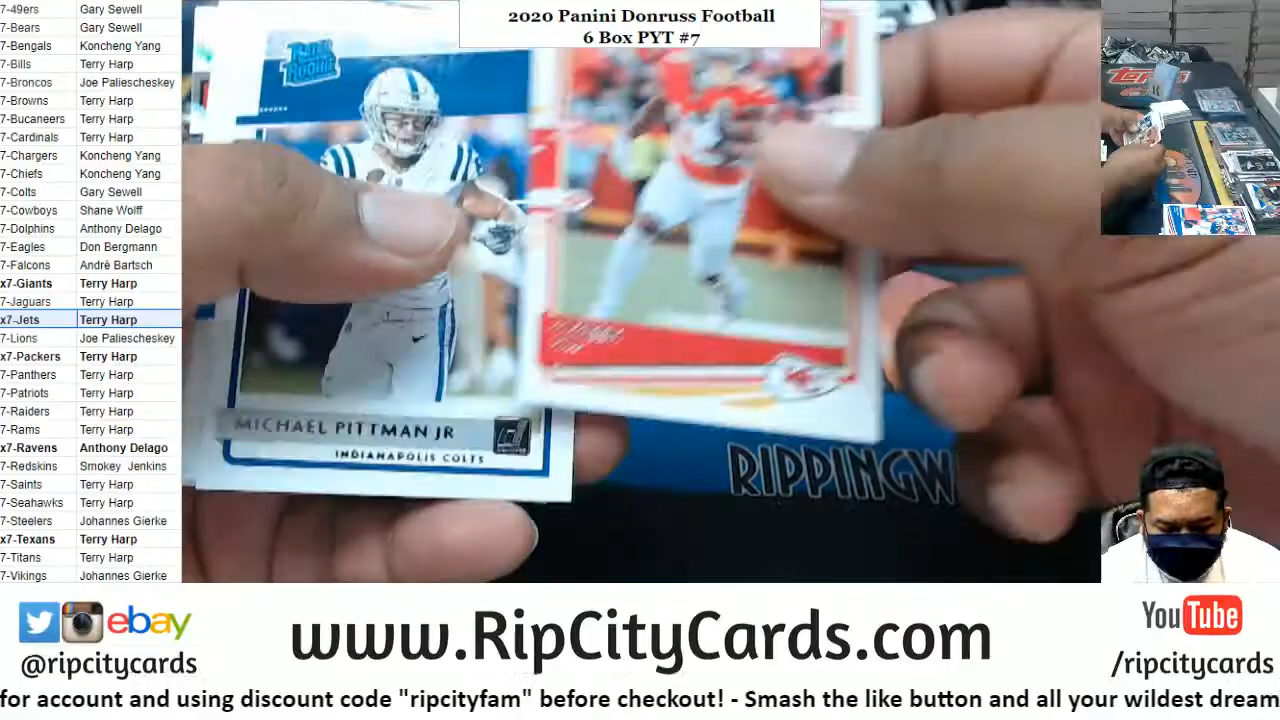 2020 Panini Donruss Football
6 Box PYT #7
7-49ers Gary Sewell
7-Bears Gary Sewell
7-Bengals Koncheng Yang
7-Bills Terry Harp
7-Broncos Joe Paliescheskey
7-Browns Terry Harp
7-Bucaneers Terry Harp
7-Cardinals Terry Harp
7-Chargers Koncheng Yang
7-Chiefs Koncheng Yang
7-Colts Gary Sewell
7-Cowboys Shane Wolff
7-Dolphins Anthony Delago
7-Eagles Don Bergmann
7-Falcons Andrè Bartsch
x7-Giants Terry Harp
7-Jaguars Terry Harp
x7-Jets Terry Harp
7-Lions Joe Paliescheskey
x7-Packers Terry Harp
7-Panthers Terry Harp
7-Patriots Terry Harp
7-Raiders Terry Harp
7-Rams Terry Harp
x7-Ravens Anthony Delago
7-Redskins Smokey Jenkins
7-Saints Terry Harp
7-Seahawks Terry Harp
7-Steelers Johannes Gierke
x7-Texans Terry Harp
7-Titans Terry Harp
7-Vikings Johannes Gierke
RATED
ROOKIE
MICHAEL PITTMAN JR
INDIANAPOLIS COLTS
RIPPINGW
Topps
ebay
@ripcitycards
www.RipCityCards.com
YouTube
/ripcitycards
for account and using discount code "ripcityfam" before checkout! - Smash the like button and all your wildest dream